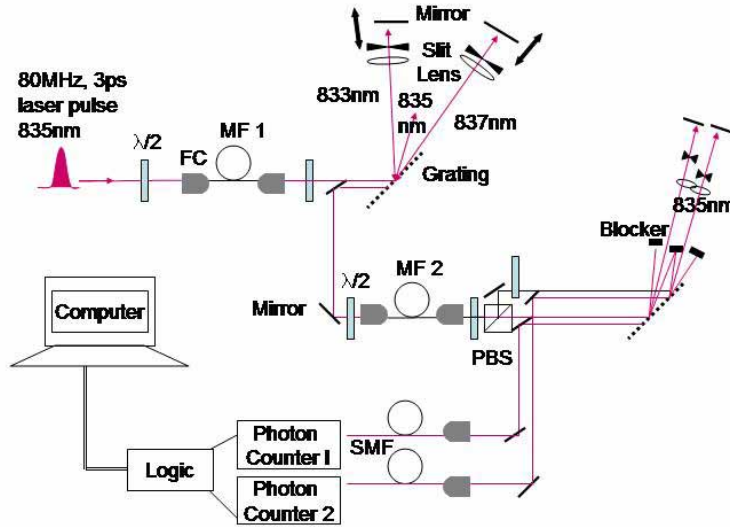 Mirror
Slit
Lens
80MHz, 3ps
laser pulse
835nm
833nm
835
nm
837nm
λ/2
FC
MF 1
Grating
835nm
Blocker
λ/2
MF 2
Mirror
PBS
Computer
SMF
Photon
Counter I
Logic
Photon
Counter 2